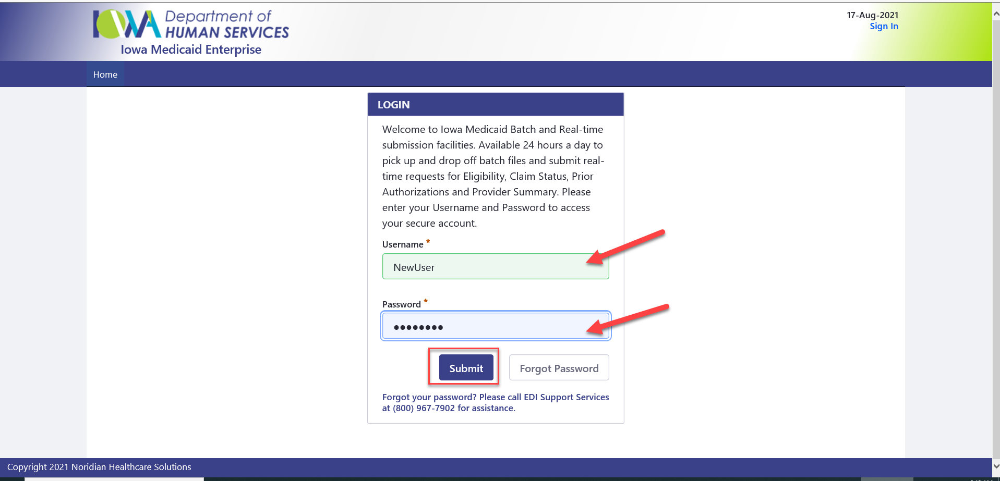 IOWA Department of
HUMAN SERVICES
Iowa Medicaid Enterprise
17-Aug-2021
Sign In
Home
LOGIN
Welcome to Iowa Medicaid Batch and Real-time
submission facilities. Available 24 hours a day to
pick up and drop off batch files and submit real-
time requests for Eligibility, Claim Status, Prior
Authorizations and Provider Summary. Please
enter your Username and Password to access
your secure account.
Username *
NewUser
Password *
••••••••
Submit Forgot Password
Forgot your password? Please call EDI Support Services
at (800) 967-7902 for assistance.
Copyright 2021 Noridian Healthcare Solutions